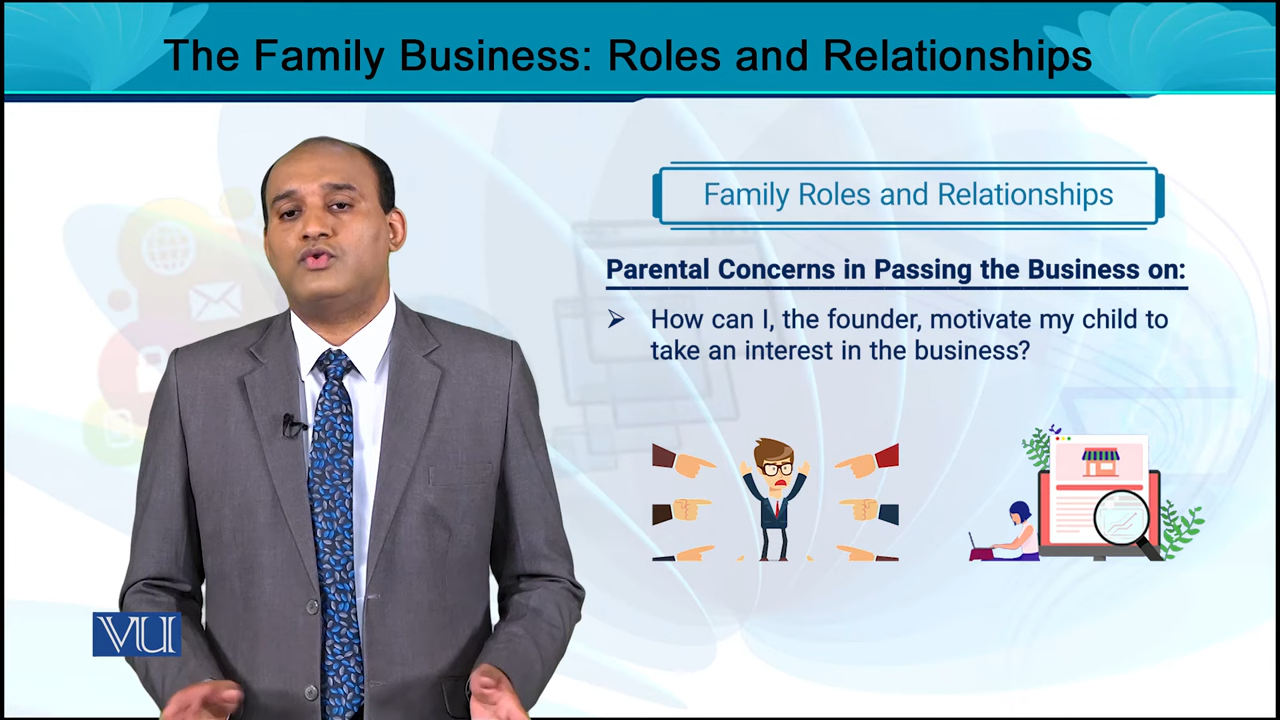 The Family Business: Roles and Relationships
Family Roles and Relationships
Parental Concerns in Passing the Business on:
How can I, the founder, motivate my child to
take an interest in the business?
VU